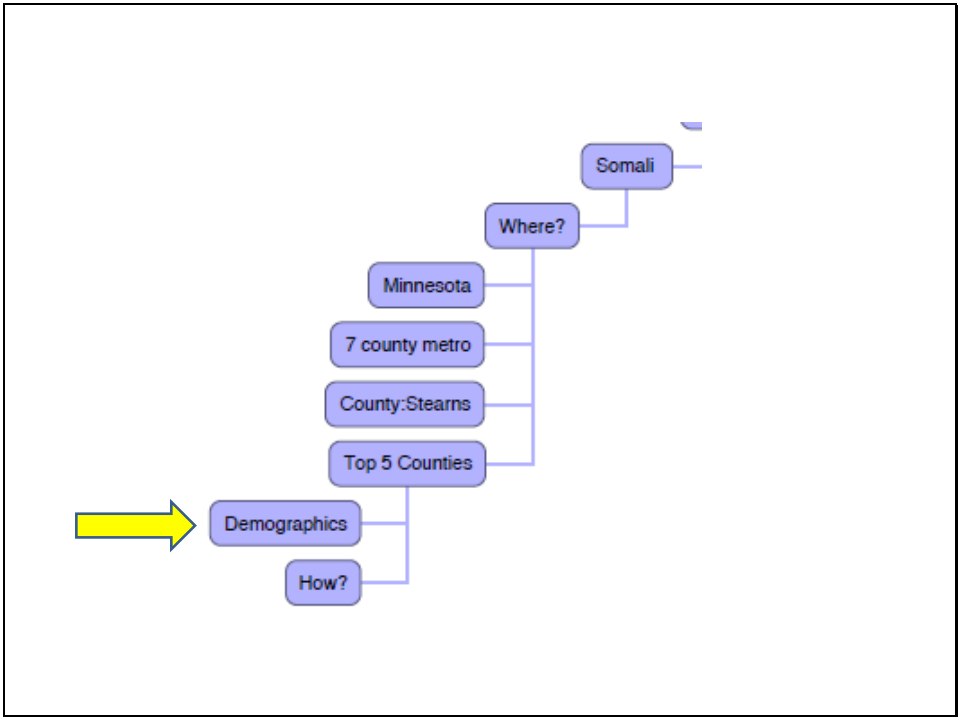 Somali
Where?
Minnesota
7 county metro
County:Stearns
Top 5 Counties
Demographics
How?